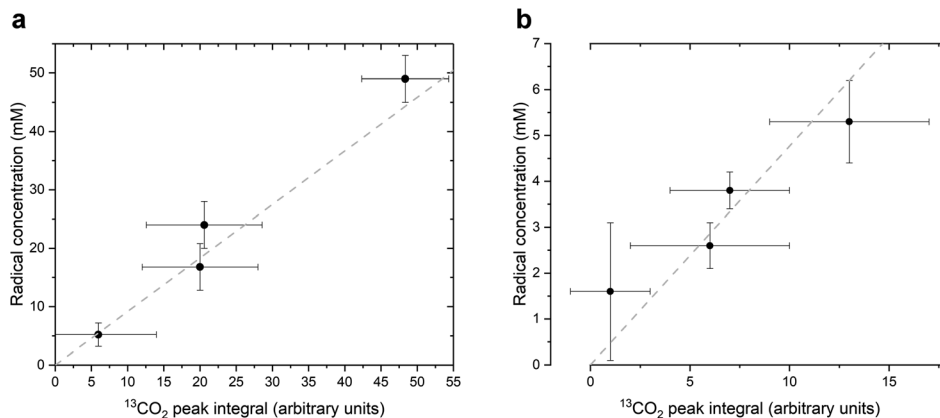 a
50
40
30
20
10
0
Radical concentration (mM)
0 5 10 15 20 25 30 35 40 45 50 55
¹³CO₂ peak integral (arbitrary units)
b
7
6
5
4
3
2
1
0
Radical concentration (mM)
0 5 10 15
¹³CO₂ peak integral (arbitrary units)